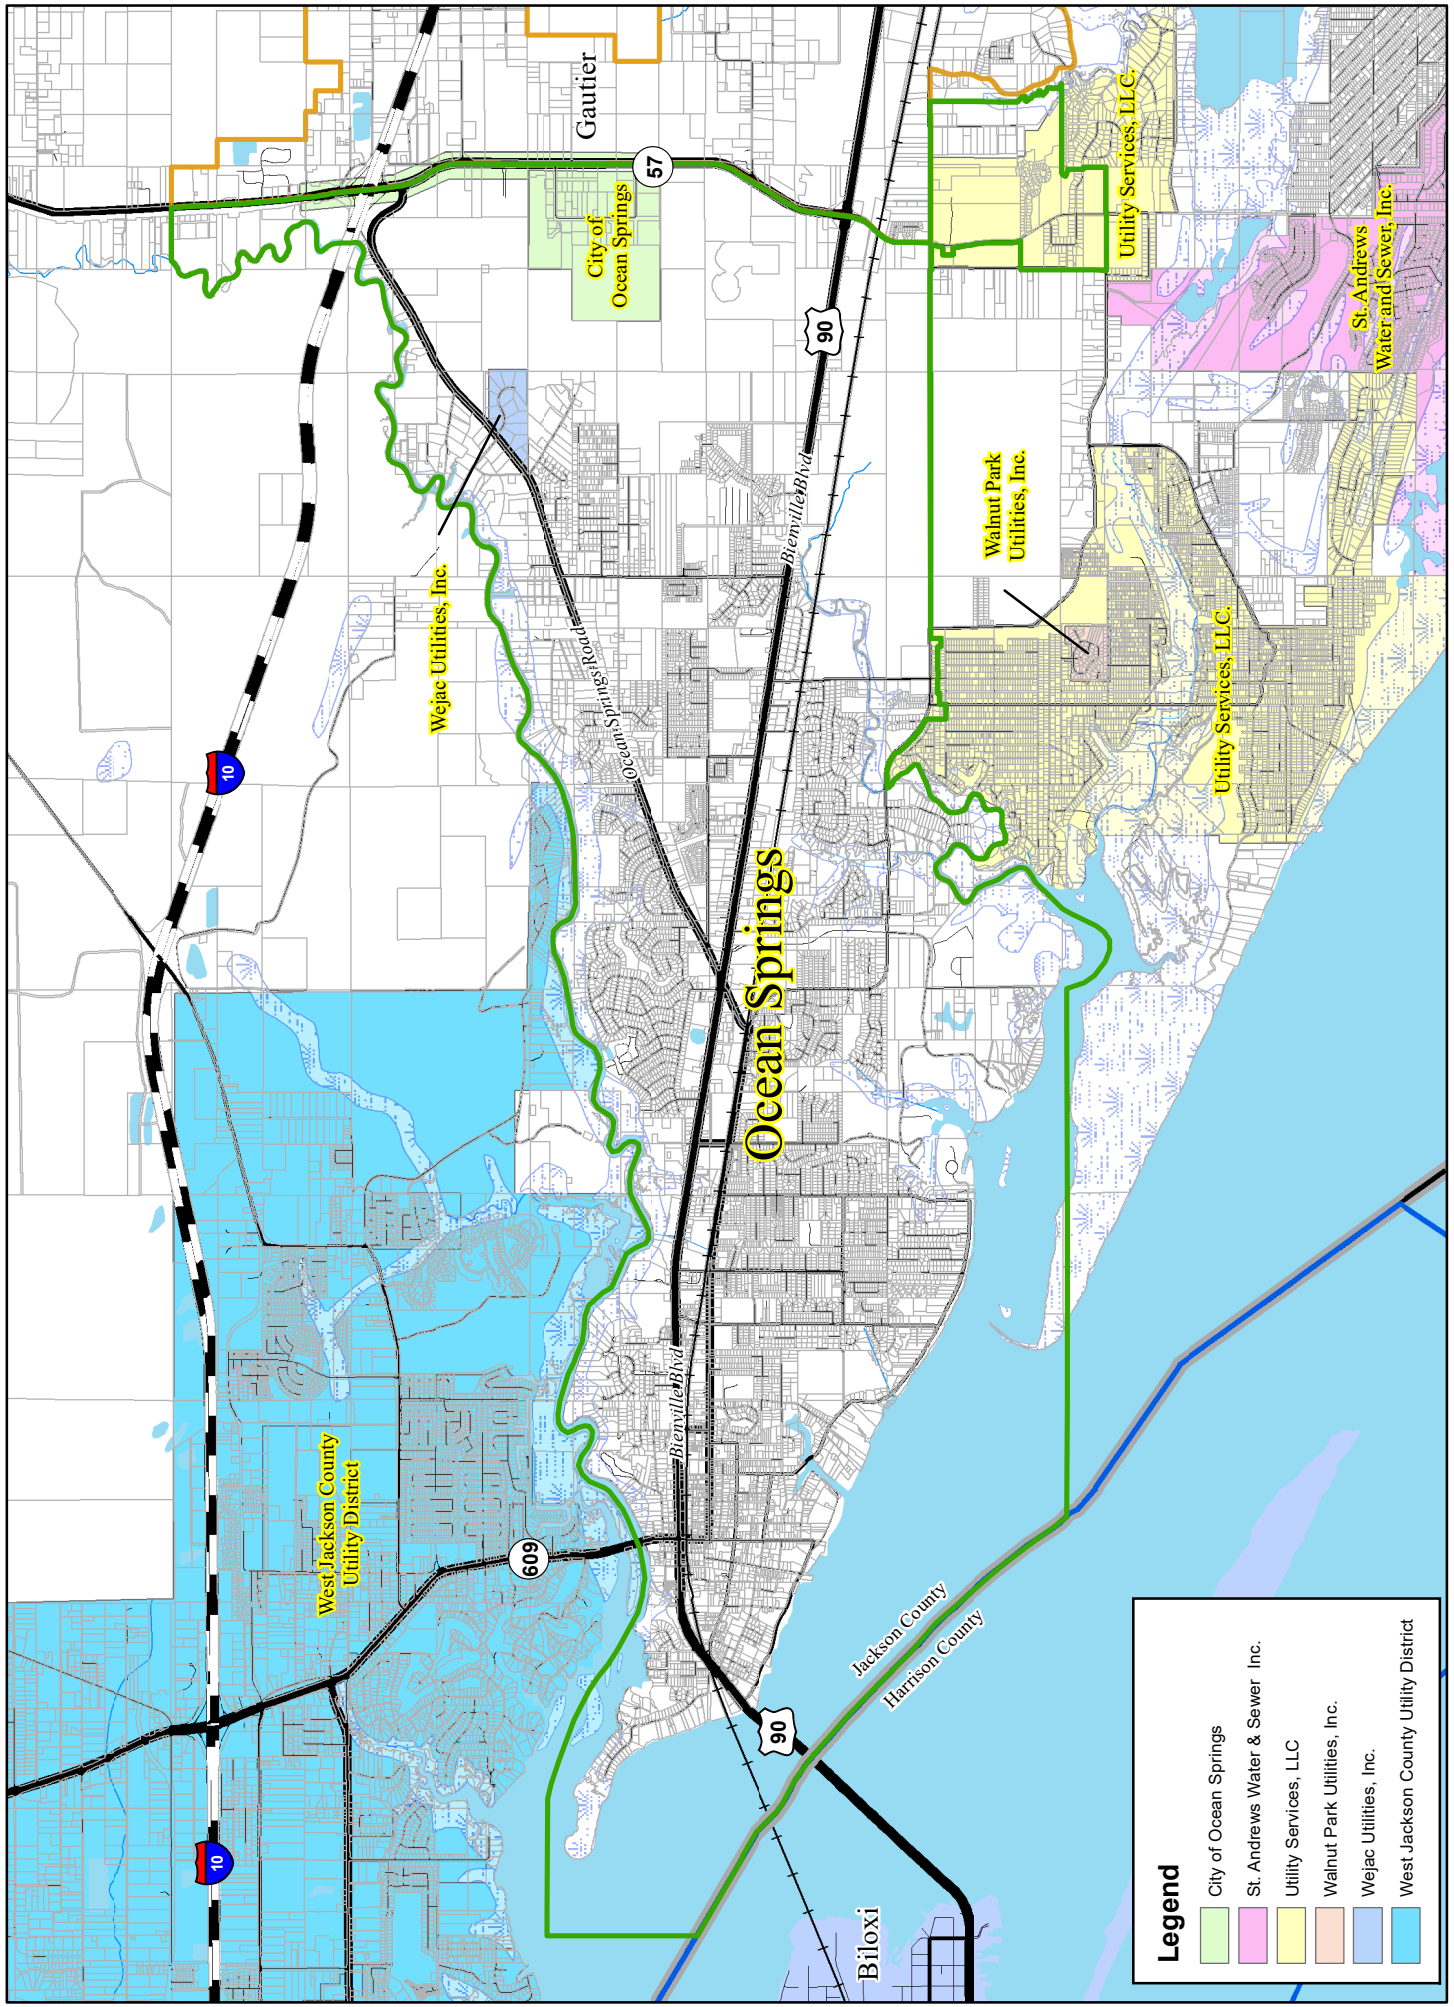 West Jackson County
Utility District
10
10
609
Wejac Utilities, Inc.
City of
Ocean Springs
57
Gautier
Ocean Springs Road
Bienville Blvd
Bienville Blvd
90
90
Ocean Springs
Walnut Park
Utilities, Inc.
Utility Services, LLC.
Utility Services, LLC.
St. Andrews
Water and Sewer, Inc.
Jackson County
Harrison County
Biloxi
Legend
City of Ocean Springs
St. Andrews Water & Sewer Inc.
Utility Services, LLC
Walnut Park Utilities, Inc.
Wejac Utilities, Inc.
West Jackson County Utility District